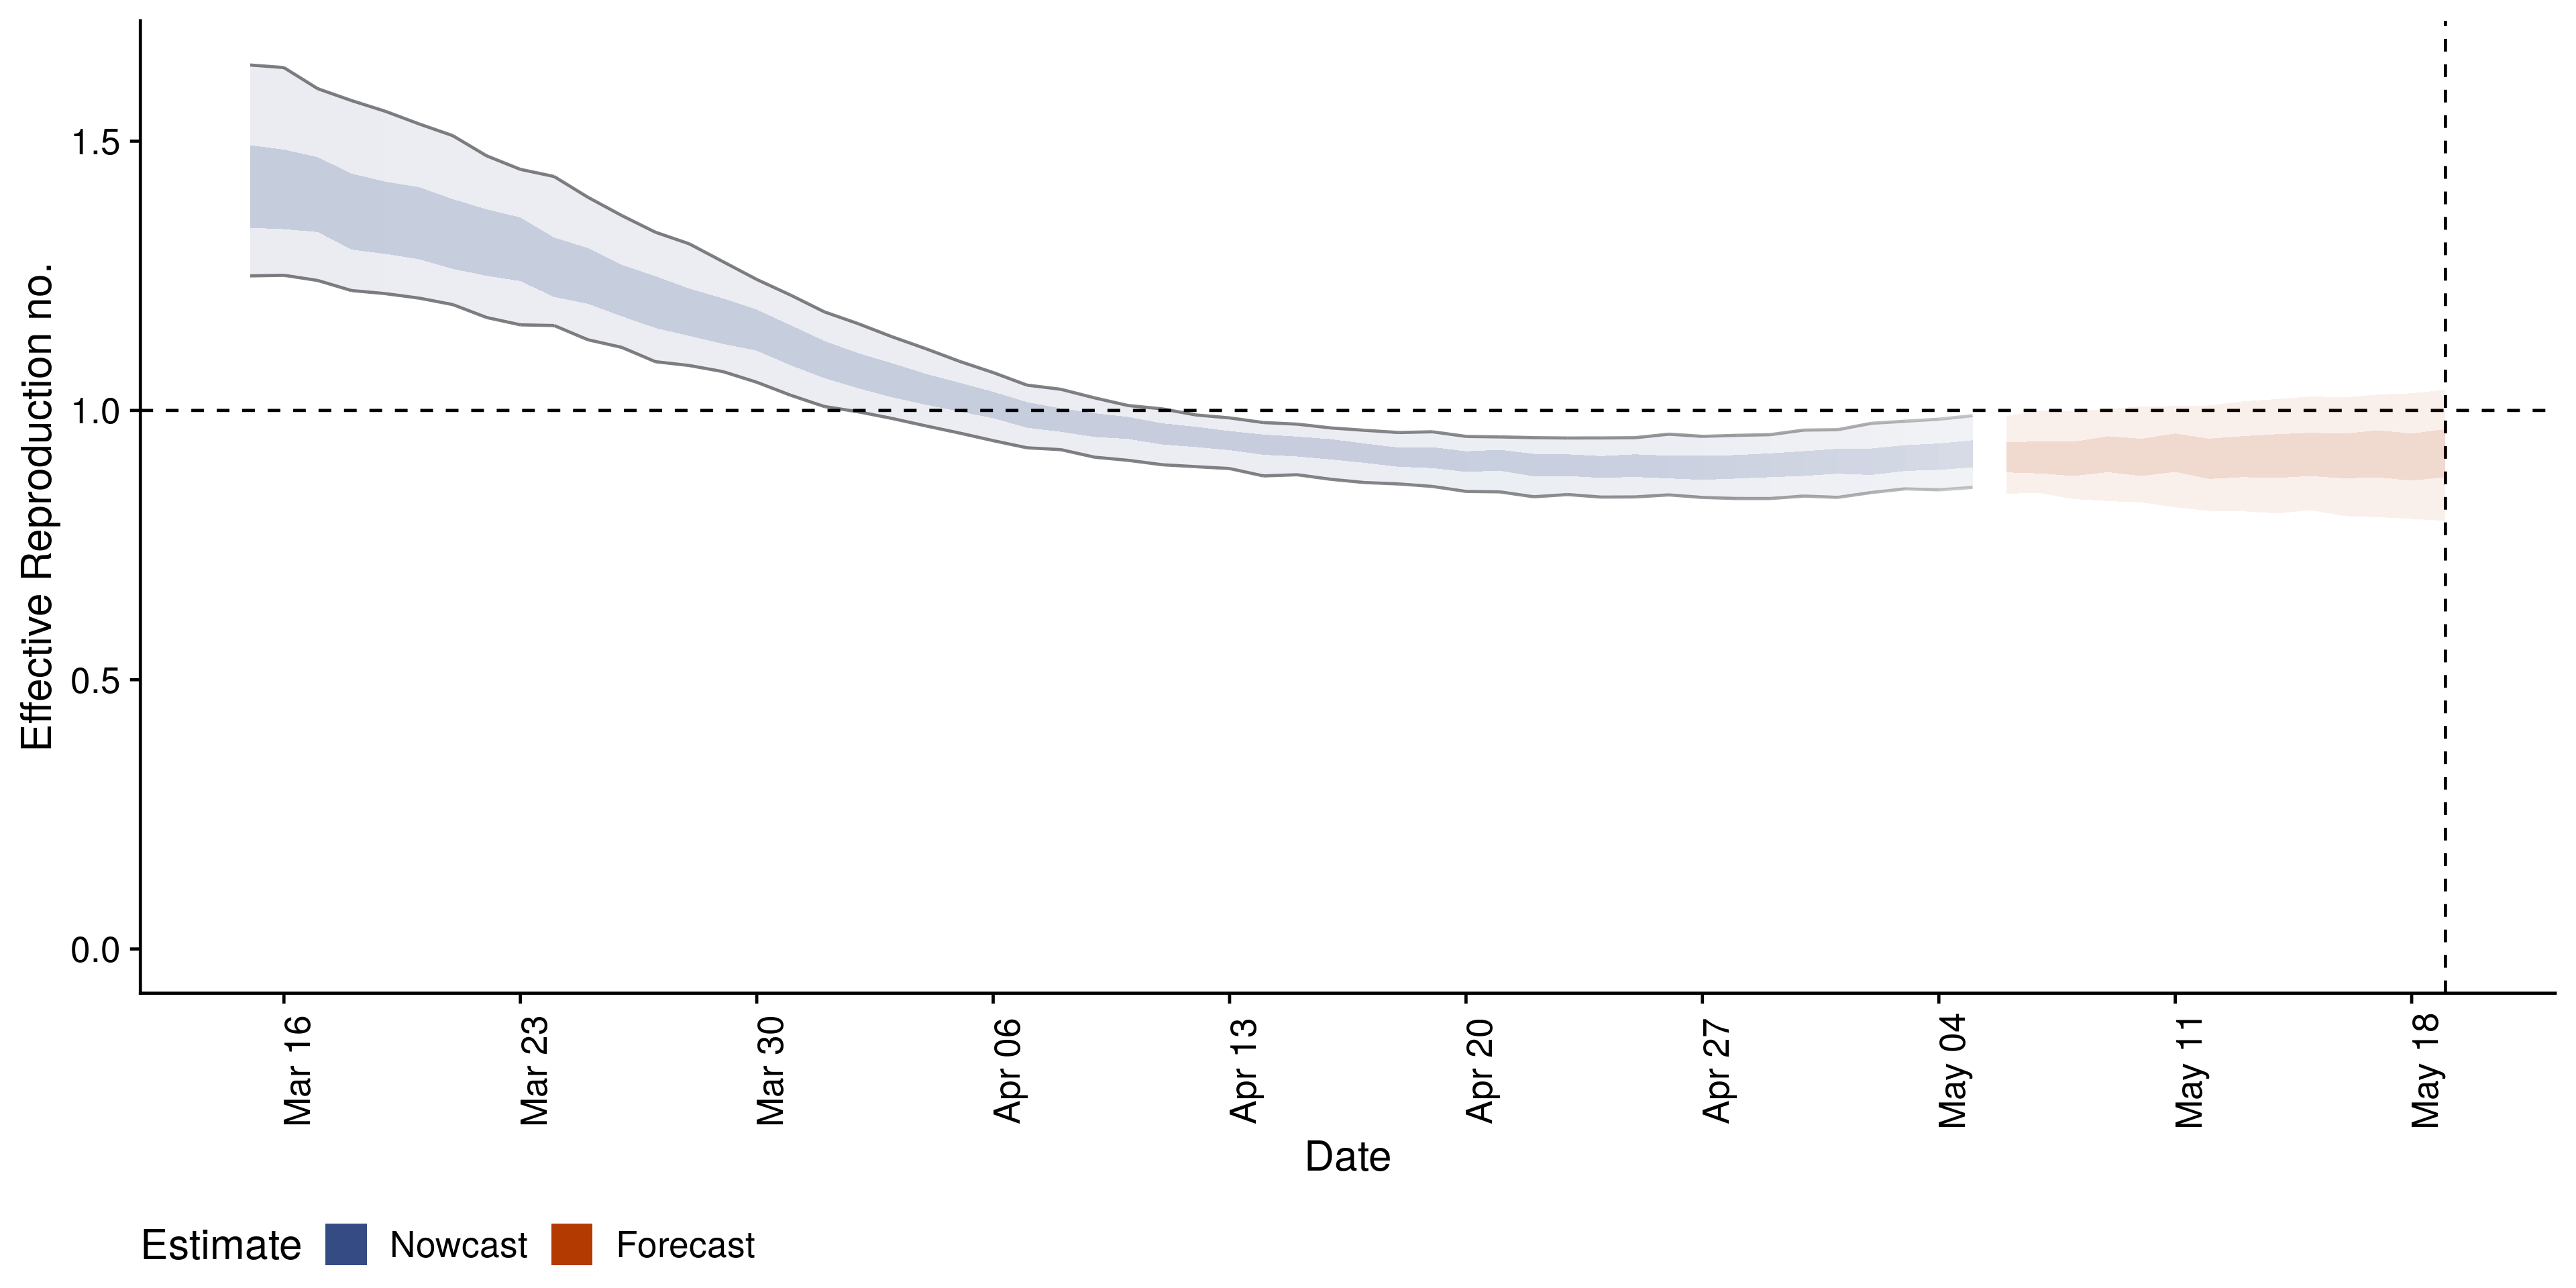 Effective Reproduction no.
1.5
1.0
0.5
0.0
Mar 16
Mar 23
Mar 30
Apr 06
Apr 13
Apr 20
Apr 27
May 04
May 11
May 18
Date
Estimate Nowcast Forecast